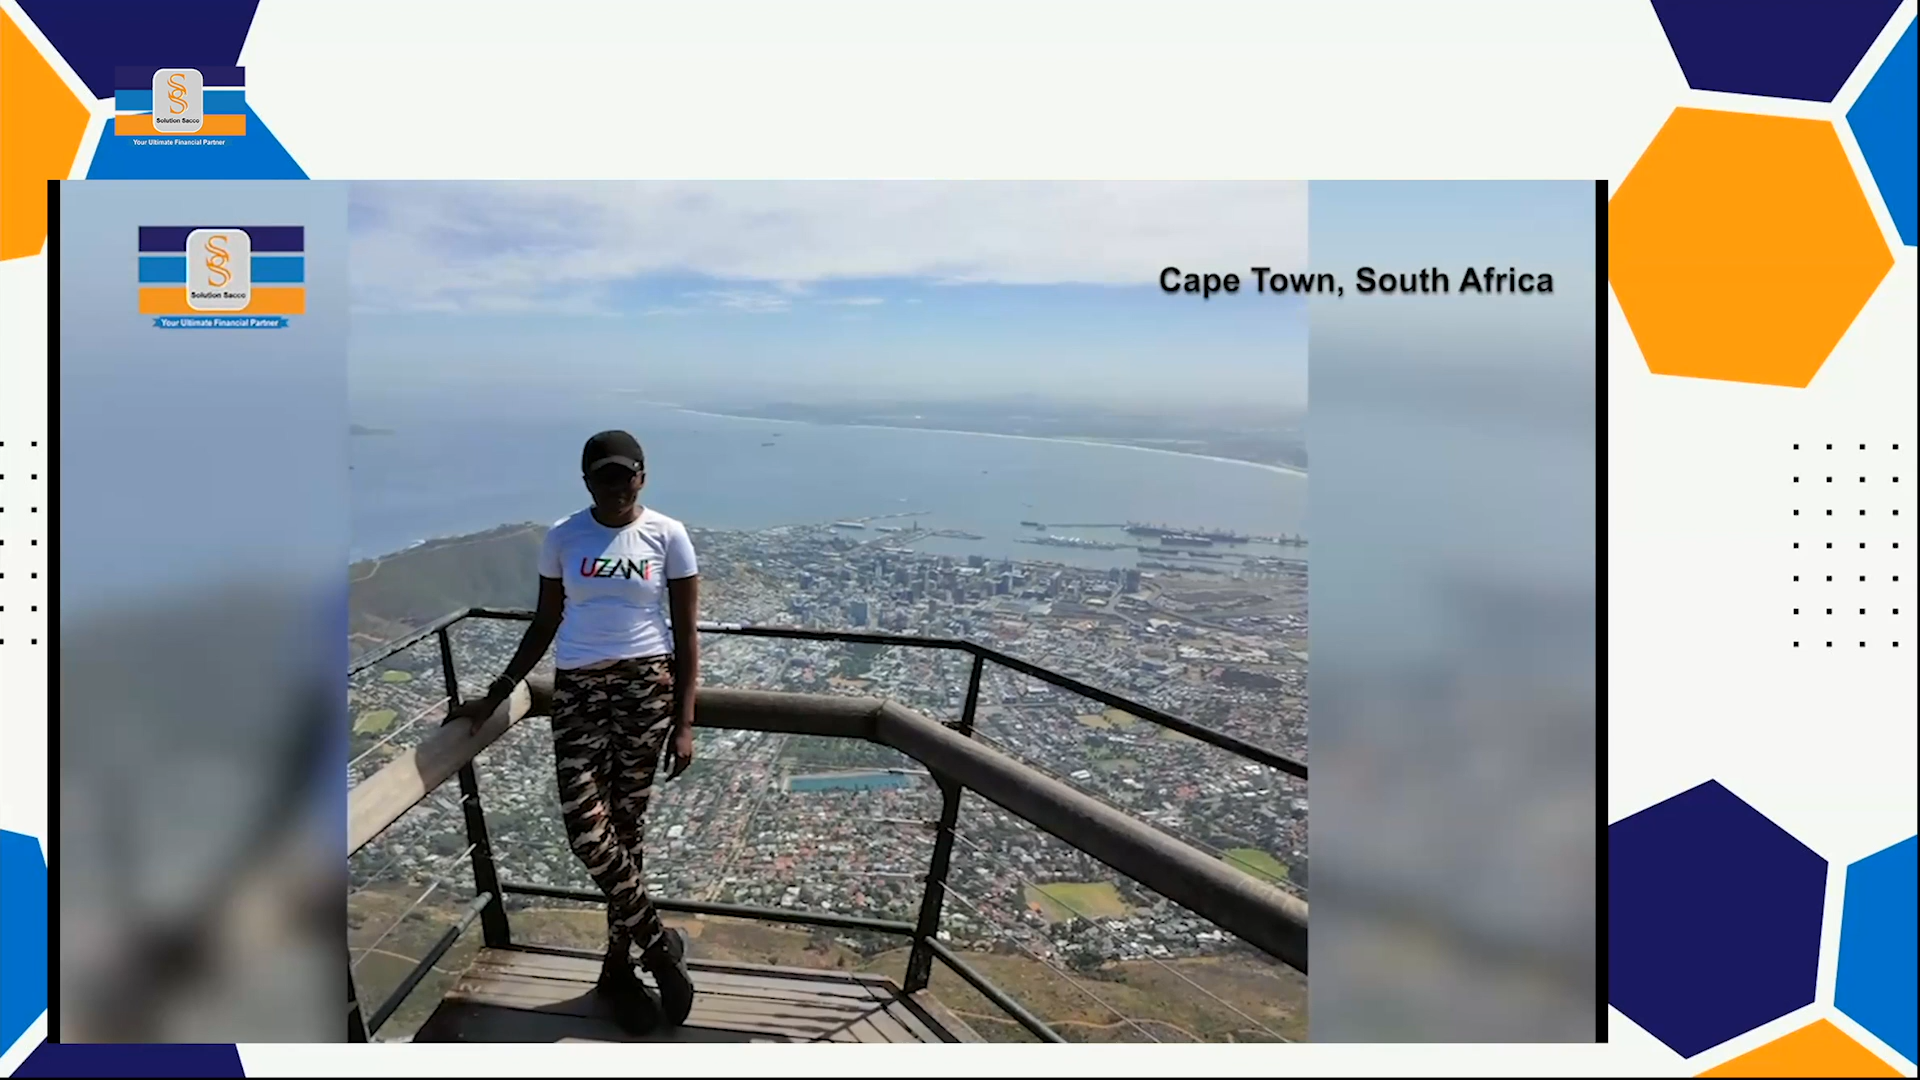 Solution Sacco
Your Ultimate Financial Partner
Solution Sacco
Your Ultimate Financial Partner
Cape Town, South Africa
UZANI